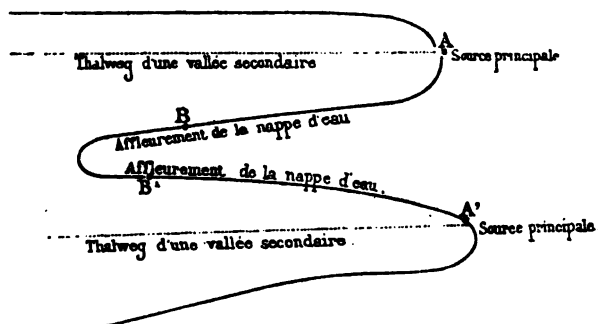 A
Thalweg d'une vallée secondaire
Source principale
B
Affleurement de la nappe d'eau
Affleurement de la nappe d'eau.
B'
A'
Source principale
Thalweg d'une vallée secondaire